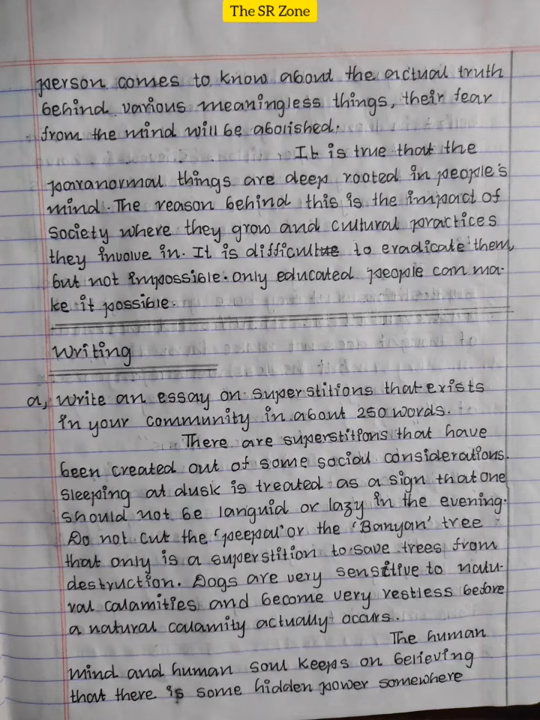 The SR Zone
person comes to know about the actual truth
behind various meaningless things, their fear
from the mind will be abolished.
It is true that the
paranormal things are deep rooted in people's
mind. The reason behind this is the impact of
society where they grow and cultural practices
they involve in. It is difficult to eradicate them,
but not impossible. only educated people can ma-
ke it possible.
Writing
a, write an essay on superstitions that exists
in your community in about 250 words.
There are superstitions that have
been created out of some social considerations.
sleeping at dusk is treated as a sign that one
should not be languid or lazy in the evening.
Do not cut the 'peepal' or the 'Banyan' tree
that only is a superstition to save trees from
destruction. Dogs are very sensitive to natu-
ral calamities and become very restless before
a natural calamity actually occurs.
The human
mind and human soul keeps on believing
that there is some hidden power somewhere